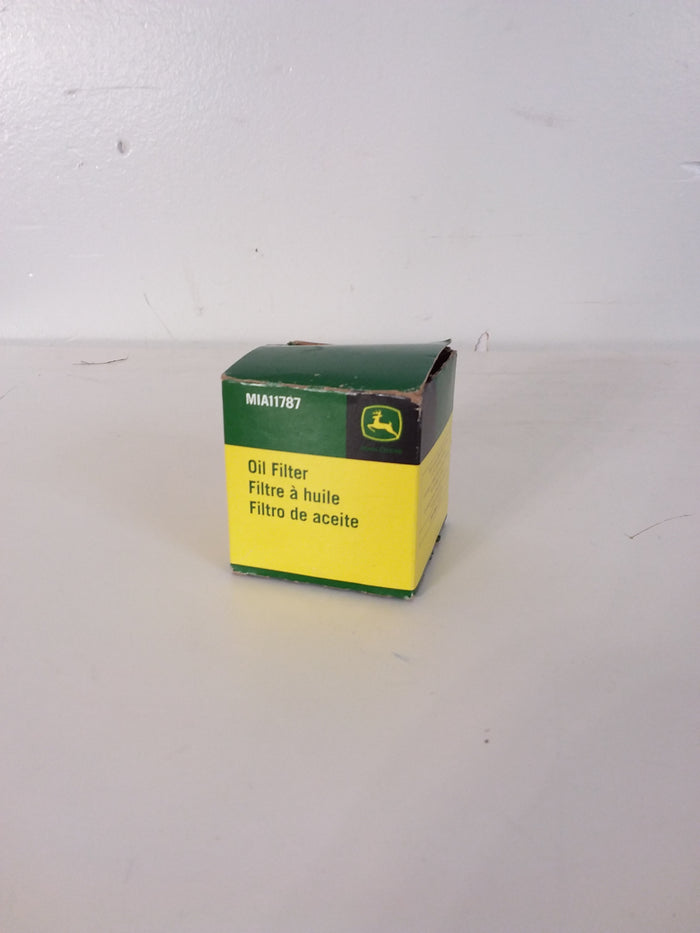 MIA11787
Oil Filter
Filtre à huile
Filtro de aceite